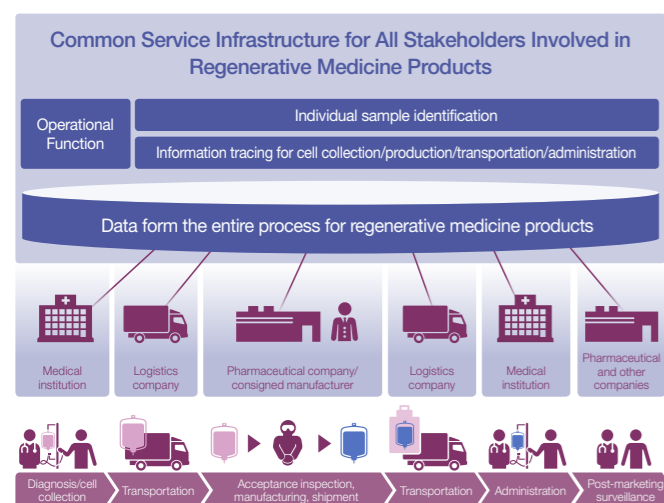 Common Service Infrastructure for All Stakeholders Involved in
Regenerative Medicine Products
Operational
Function
Individual sample identification
Information tracing for cell collection/production/transportation/administration
Data form the entire process for regenerative medicine products
Medical
institution
Logistics
company
Pharmaceutical company/
consigned manufacturer
Logistics
company
Medical
institution
Pharmaceutical
and other
companies
Diagnosis/cell
collection
Transportation
Acceptance inspection,
manufacturing, shipment
Transportation
Administration
Post-marketing
surveillance